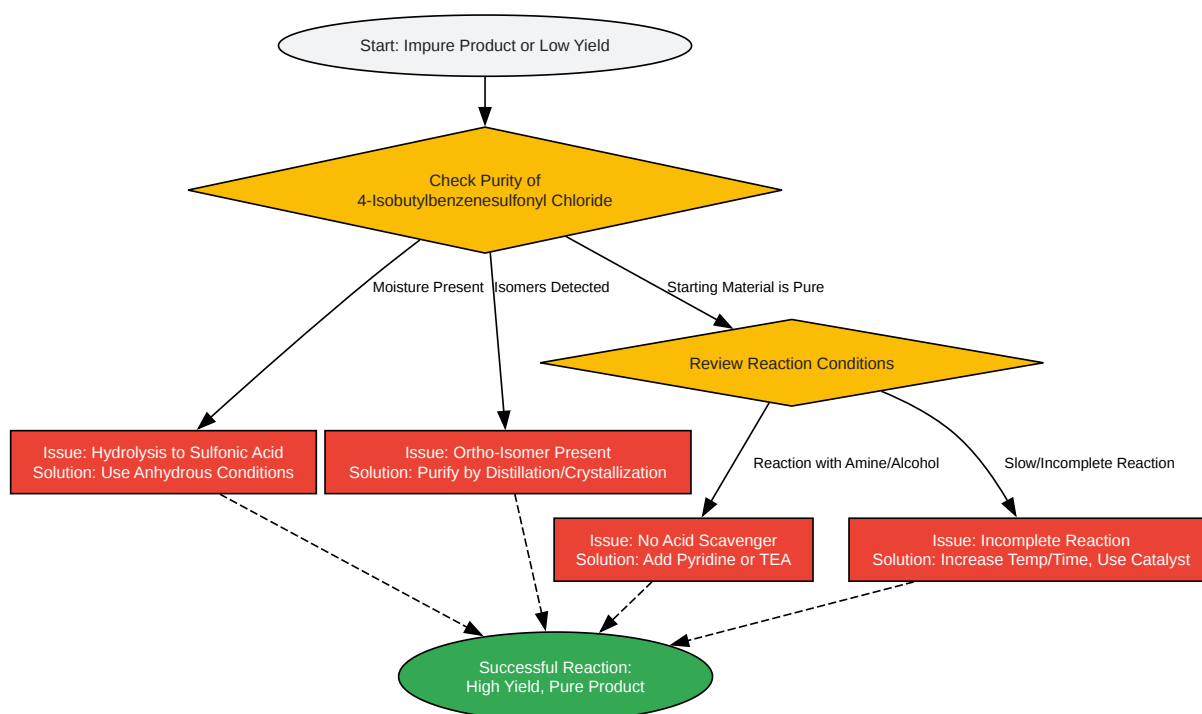 Start: Impure Product or Low Yield
Check Purity of
4-Isobutylbenzenesulfonyl Chloride
Moisture Present
Isomers Detected
Starting Material is Pure
Review Reaction Conditions
Issue: Hydrolysis to Sulfonic Acid
Solution: Use Anhydrous Conditions
Issue: Ortho-Isomer Present
Solution: Purify by Distillation/Crystallization
Reaction with Amine/Alcohol
Slow/Incomplete Reaction
Issue: No Acid Scavenger
Solution: Add Pyridine or TEA
Issue: Incomplete Reaction
Solution: Increase Temp/Time, Use Catalyst
Successful Reaction:
High Yield, Pure Product